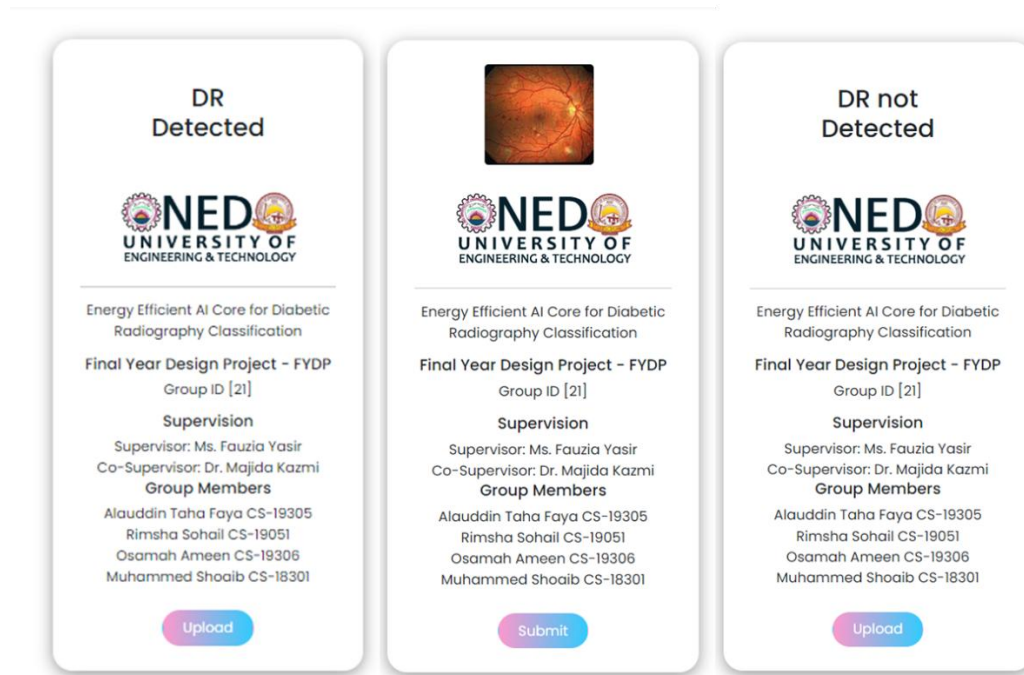 DR
Detected
NED
UNIVERSITY OF
ENGINEERING & TECHNOLOGY
Energy Efficient AI Core for Diabetic
Radiography Classification
Final Year Design Project - FYDP
Group ID [21]
Supervision
Supervisor: Ms. Fauzia Yasir
Co-Supervisor: Dr. Majida Kazmi
Group Members
Alauddin Taha Faya CS-19305
Rimsha Sohail CS-19051
Osamah Ameen CS-19306
Muhammed Shoaib CS-18301
Upload
NED
UNIVERSITY OF
ENGINEERING & TECHNOLOGY
Energy Efficient AI Core for Diabetic
Radiography Classification
Final Year Design Project - FYDP
Group ID [21]
Supervision
Supervisor: Ms. Fauzia Yasir
Co-Supervisor: Dr. Majida Kazmi
Group Members
Alauddin Taha Faya CS-19305
Rimsha Sohail CS-19051
Osamah Ameen CS-19306
Muhammed Shoaib CS-18301
Submit
DR not
Detected
NED
UNIVERSITY OF
ENGINEERING & TECHNOLOGY
Energy Efficient AI Core for Diabetic
Radiography Classification
Final Year Design Project - FYDP
Group ID [21]
Supervision
Supervisor: Ms. Fauzia Yasir
Co-Supervisor: Dr. Majida Kazmi
Group Members
Alauddin Taha Faya CS-19305
Rimsha Sohail CS-19051
Osamah Ameen CS-19306
Muhammed Shoaib CS-18301
Upload